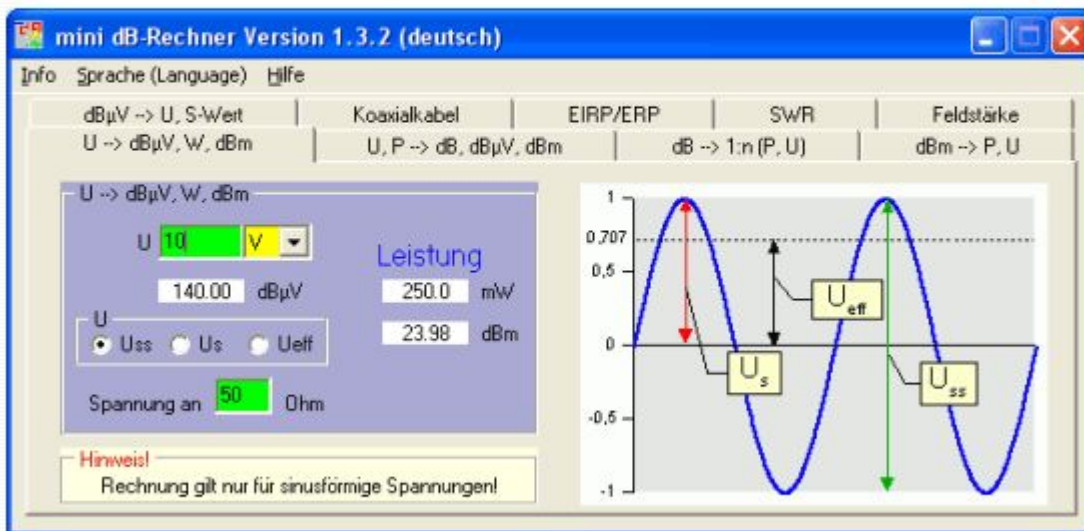 mini dB-Rechner Version 1.3.2 (deutsch)
Info Sprache (Language) Hilfe
dBµV --> U, S-Wert Koaxialkabel EIRP/ERP SWR Feldstärke
U --> dBµV, W, dBm U, P --> dB, dBµV, dBm dB --> 1:n (P, U) dBm --> P, U
U --> dBµV, W, dBm
U 10 V
Leistung
140.00 dBµV 250.0 mW
U
Uss Us Ueff 23.98 dBm
Spannung an 50 Ohm
Hinweis!
Rechnung gilt nur für sinusförmige Spannungen!
1
0.707
0,5
0
-0,5
-1
Ueff
Us
Uss